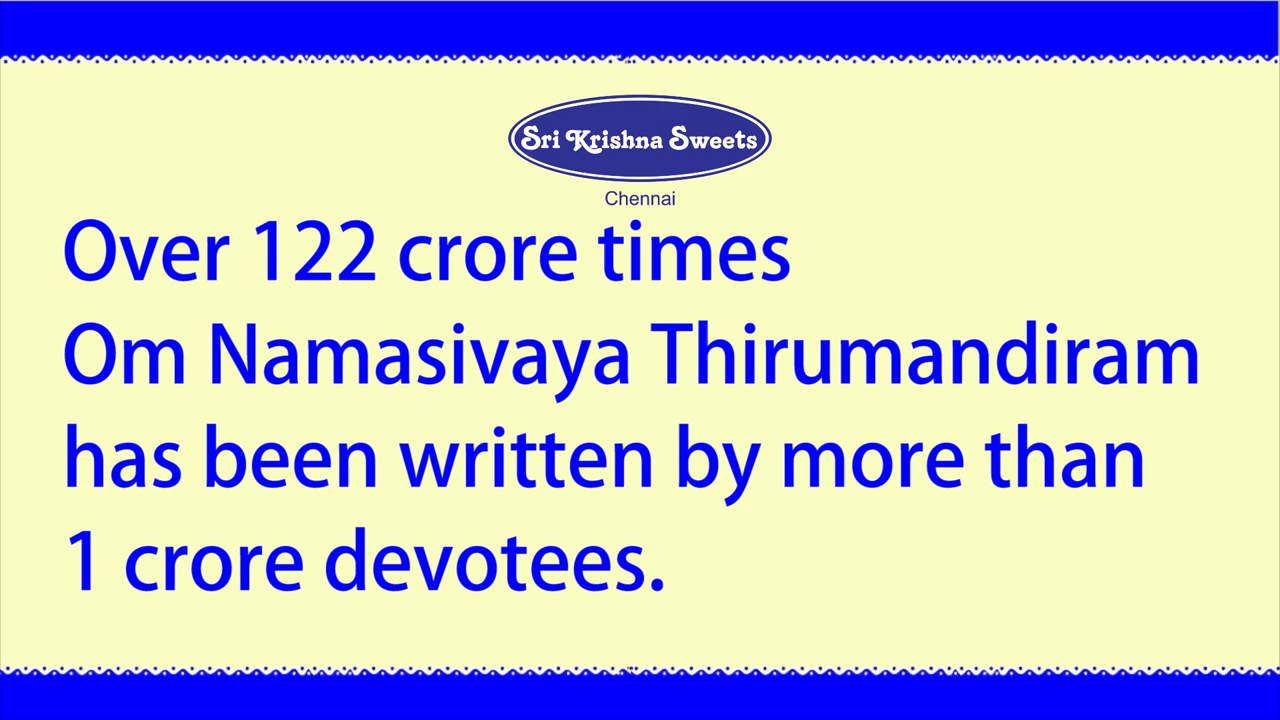 Sri Krishna Sweets
Chennai
Over 122 crore times
Om Namasivaya Thirumandiram
has been written by more than
1 crore devotees.